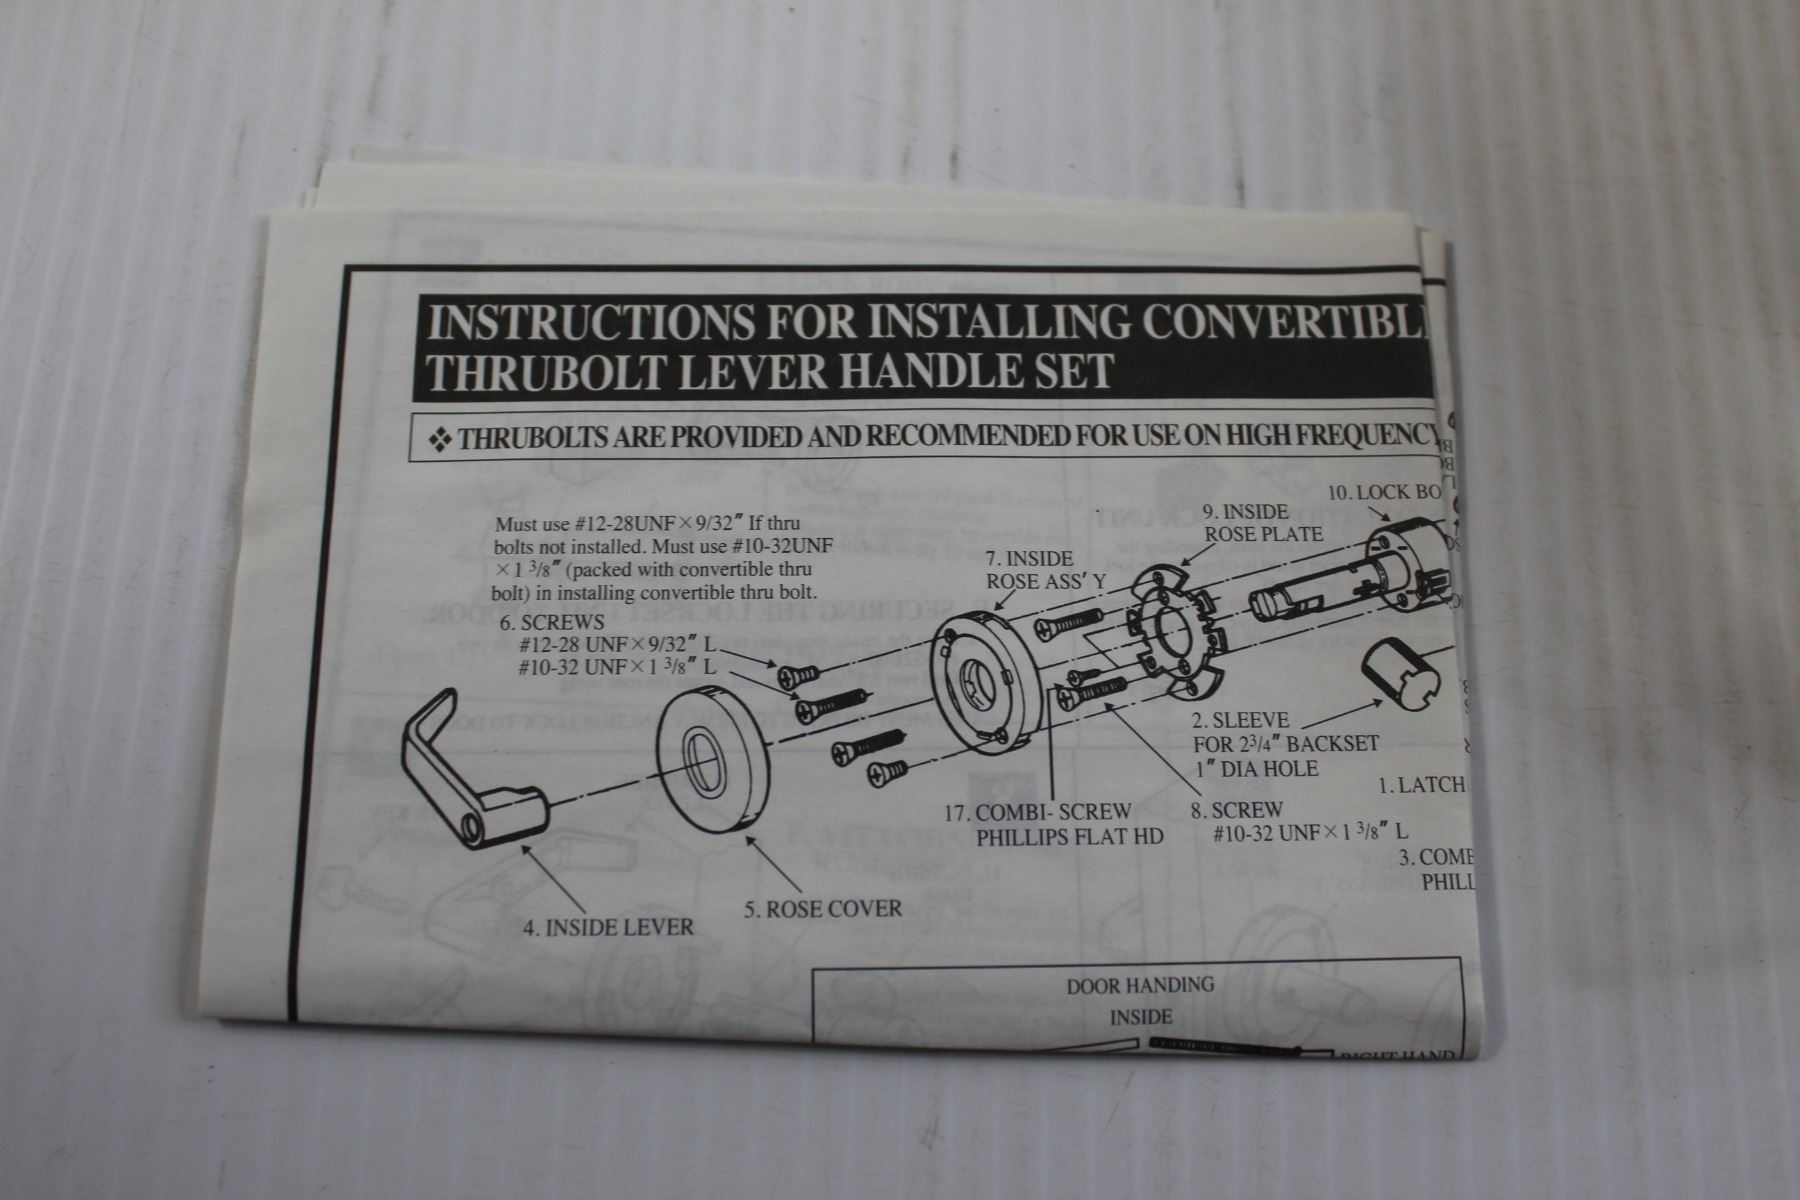 INSTRUCTIONS FOR INSTALLING CONVERTIBL
THRUBOLT LEVER HANDLE SET
❖ THRUBOLTS ARE PROVIDED AND RECOMMENDED FOR USE ON HIGH FREQUENCY
Must use #12-28UNF×9/32″ If thru
bolts not installed. Must use #10-32UNF
×1 3/8″ (packed with convertible thru
bolt) in installing convertible thru bolt.
6. SCREWS
#12-28 UNF×9/32″ L
#10-32 UNF×1 3/8″ L
7. INSIDE
ROSE ASS'Y
9. INSIDE
ROSE PLATE
10. LOCK BO
2. SLEEVE
FOR 2 3/4″ BACKSET
1″ DIA HOLE
1. LATCH
17. COMBI- SCREW
PHILLIPS FLAT HD
8. SCREW
#10-32 UNF×1 3/8″ L
3. COMB
PHILL
5. ROSE COVER
4. INSIDE LEVER
DOOR HANDING
INSIDE
RIGHT HAND